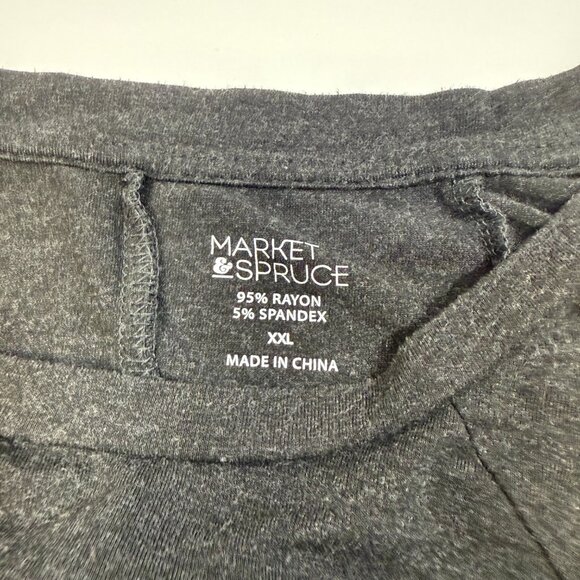 MARKET
&SPRUCE
95% RAYON
5% SPANDEX
XXL
MADE IN CHINA